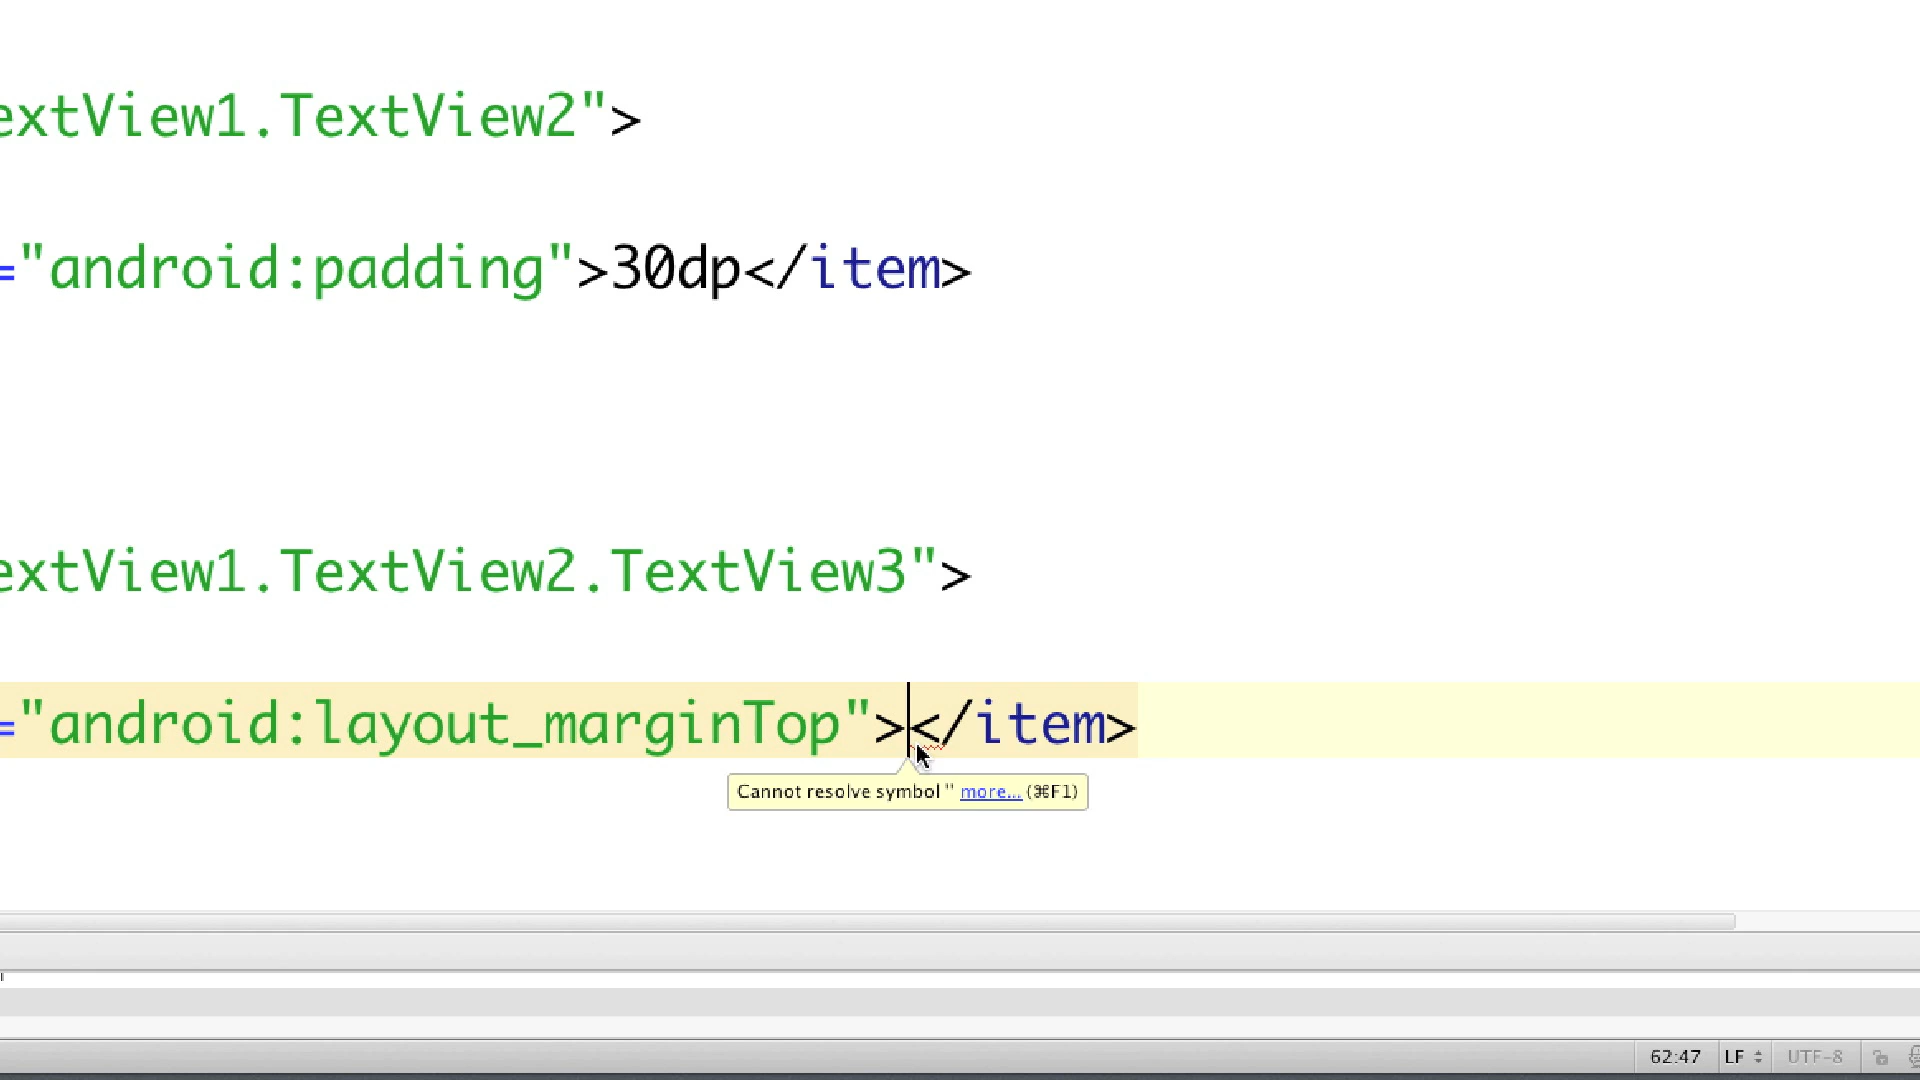 extView1.TextView2">
="android:padding">30dp</item>
extView1.TextView2.TextView3">
="android:layout_marginTop"></item>
Cannot resolve symbol '' more... (⌘F1)
62:47 LF UTF-8